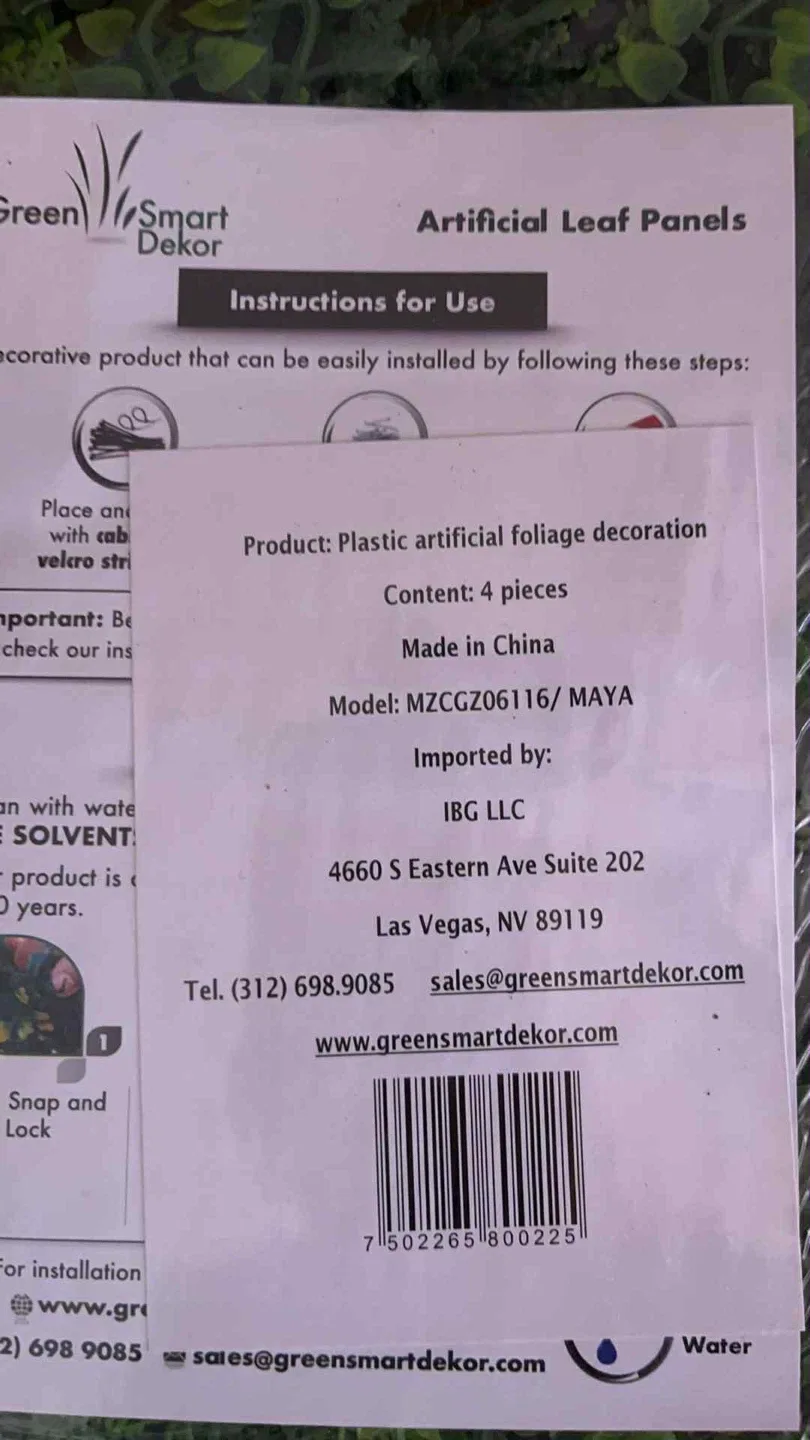 Green Smart
Dekor
Artificial Leaf Panels
Instructions for Use
product that can be easily installed by following these steps:
Place
with
velcro
Product: Plastic artificial foliage decoration
Content: 4 pieces
Made in China
Model: MZCGZ06116/ MAYA
Imported by:
IBG LLC
4660 S Eastern Ave Suite 202
Las Vegas, NV 89119
Tel. (312) 698.9085 sales@greensmartdekor.com
www.greensmartdekor.com
7 502265 800225
check our
with
SOLVENT
product is
years.
1
Snap and
Lock
installation
698 9085 sales@greensmartdekor.com
Water